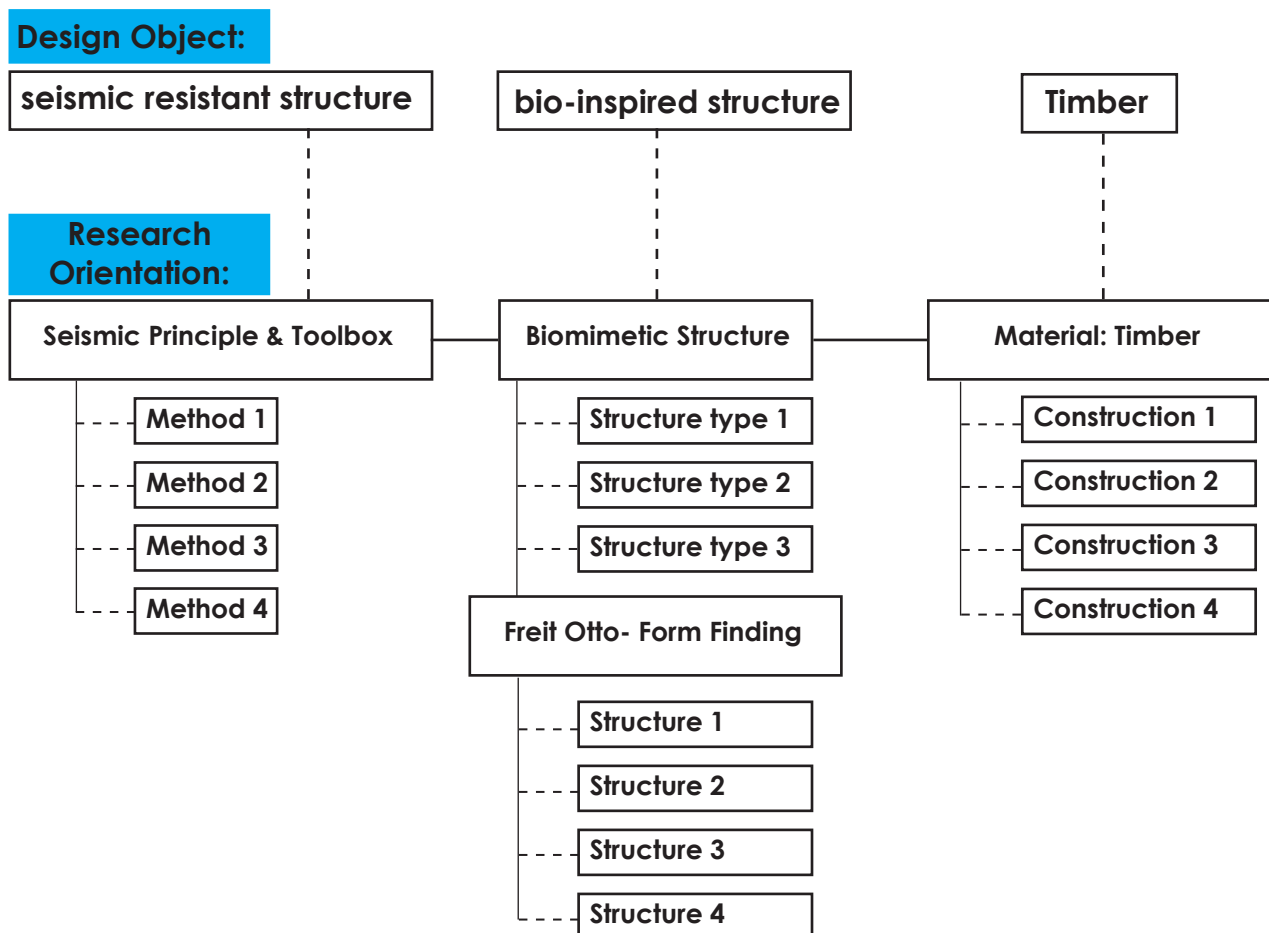 Design Object:
seismic resistant structure
bio-inspired structure
Timber
Research
Orientation:
Seismic Principle & Toolbox
Biomimetic Structure
Material: Timber
Method 1
Method 2
Method 3
Method 4
Structure type 1
Structure type 2
Structure type 3
Freit Otto- Form Finding
Structure 1
Structure 2
Structure 3
Structure 4
Construction 1
Construction 2
Construction 3
Construction 4